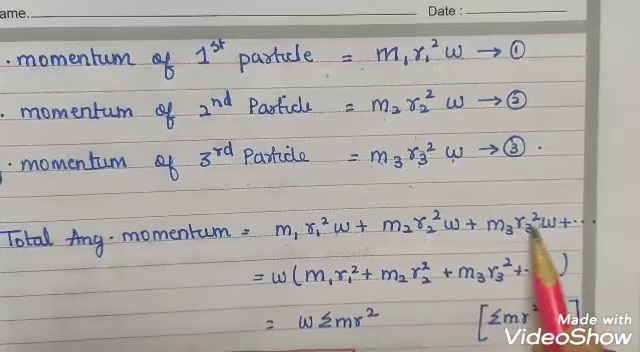 ame. Date :
. momentum of 1st particle = m₁r₁²ω → ①
. momentum of 2nd Particle = m₂r₂²ω → ②
. momentum of 3rd Particle = m₃r₃²ω → ③ .
Total Ang. momentum = m₁r₁²ω + m₂r₂²ω + m₃r₃²ω + ...
= ω(m₁r₁² + m₂r₂² + m₃r₃² + .. )
= ω Σmr² [Σmr² ]
Made with
VideoShow